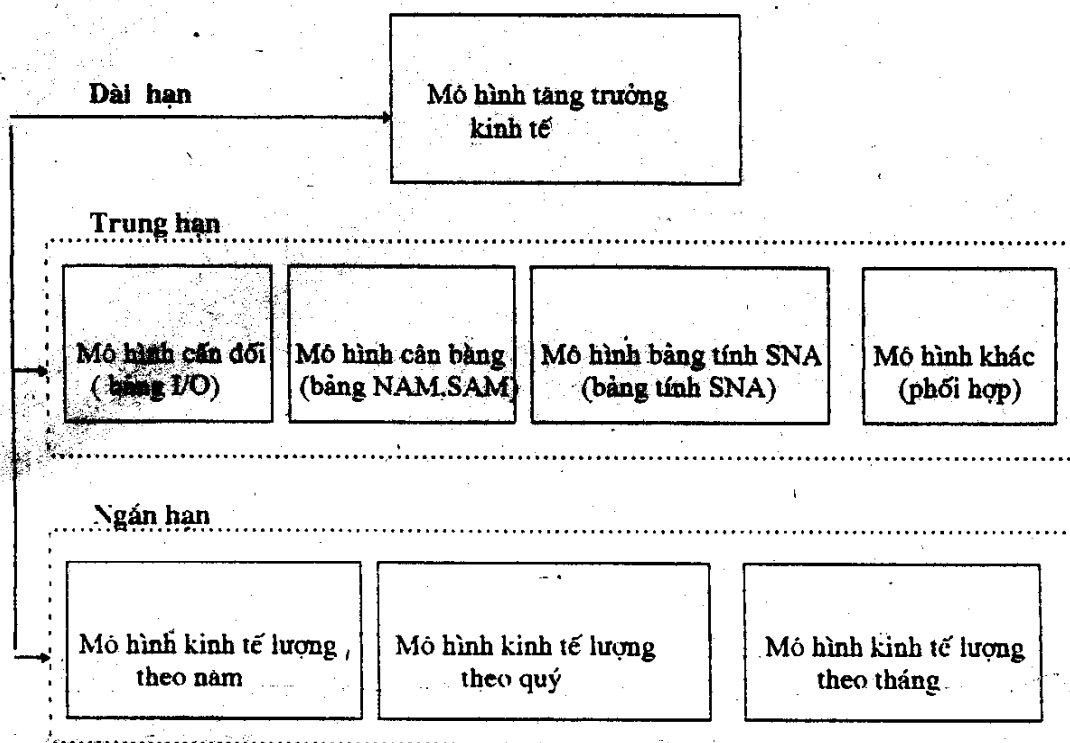 Dài hạn
Mô hình tăng trưởng
kinh tế
Trung hạn
Mô hình cân đối
( bảng I/O)
Mô hình cân bằng
(bảng NAM.SAM)
Mô hình bảng tính SNA
(bảng tính SNA)
Mô hình khác
(phối hợp)
Ngắn hạn
Mô hình kinh tế lượng
theo năm
Mô hình kinh tế lượng
theo quý
Mô hình kinh tế lượng
theo tháng